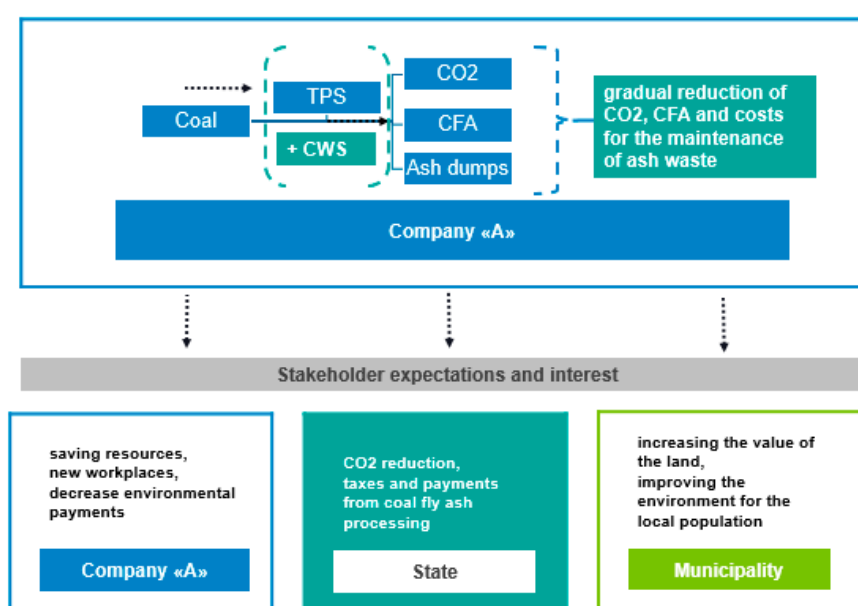 Coal
TPS
+ CWS
CO2
CFA
Ash dumps
gradual reduction of
CO2, CFA and costs
for the maintenance
of ash waste
Company «A»
Stakeholder expectations and interest
saving resources,
new workplaces,
decrease environmental
payments
Company «A»
CO2 reduction,
taxes and payments
from coal fly ash
processing
State
increasing the value of
the land,
improving the
environment for the
local population
Municipality